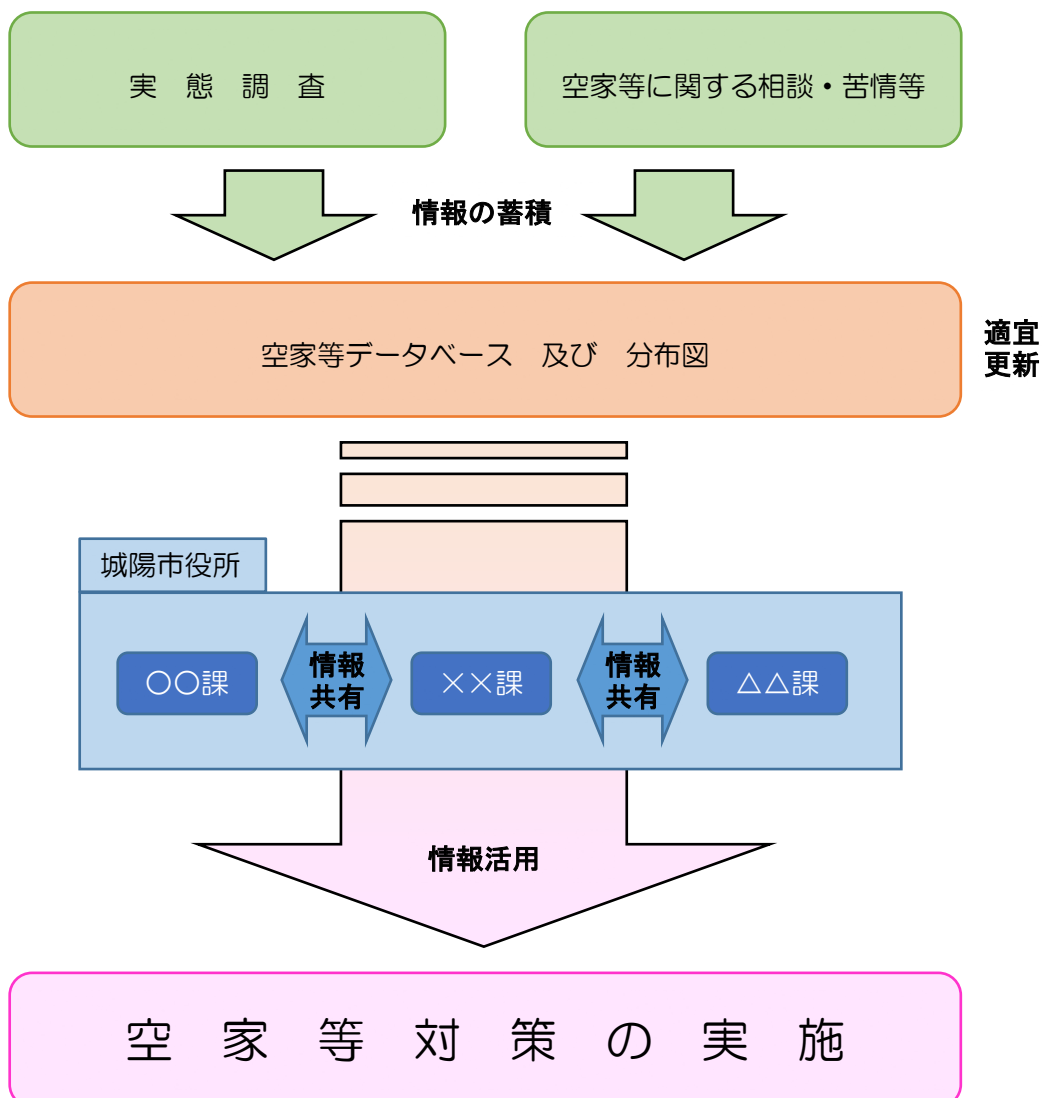 実　態　調　査
空家等に関する相談・苦情等
情報の蓄積
空家等データベース　及び　分布図
適宜
更新
城陽市役所
〇〇課
情報
共有
××課
情報
共有
△△課
情報活用
空　家　等　対　策　の　実　施